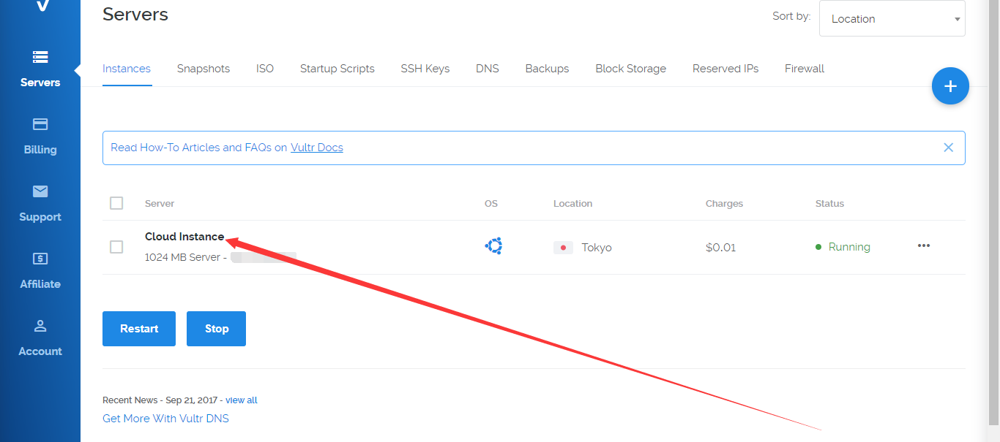 Servers
Sort by:
Location
Instances
Snapshots
ISO
Startup Scripts
SSH Keys
DNS
Backups
Block Storage
Reserved IPs
Firewall
Servers
Billing
Support
Affiliate
Account
Read How-To Articles and FAQs on Vultr Docs
Server
OS
Location
Charges
Status
Cloud Instance
1024 MB Server -
Tokyo
$0.01
Running
Restart
Stop
Recent News - Sep 21, 2017 - view all
Get More With Vultr DNS